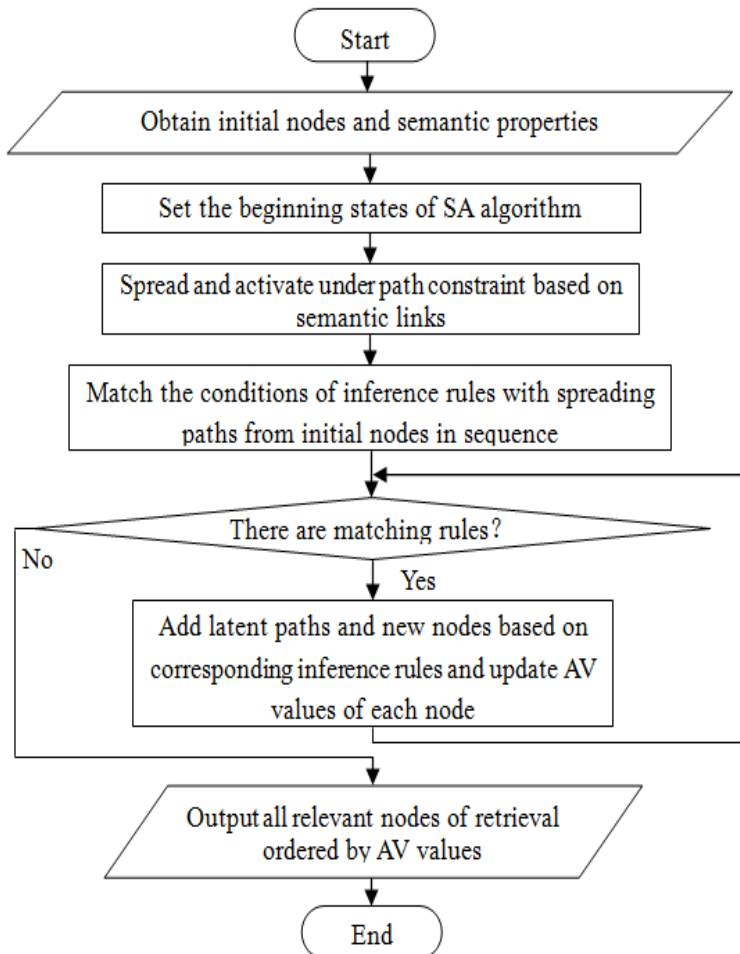 Start
Obtain initial nodes and semantic properties
Set the beginning states of SA algorithm
Spread and activate under path constraint based on
semantic links
Match the conditions of inference rules with spreading
paths from initial nodes in sequence
There are matching rules?
No
Yes
Add latent paths and new nodes based on
corresponding inference rules and update AV
values of each node
Output all relevant nodes of retrieval
ordered by AV values
End